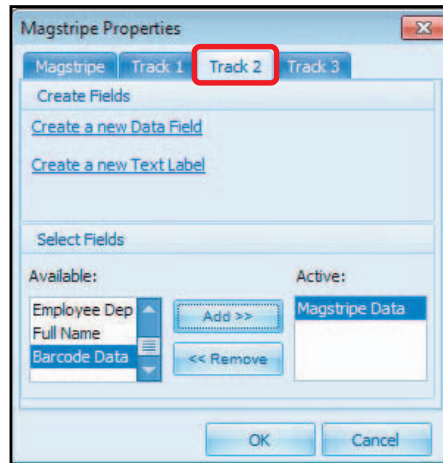 Magstripe Properties
Magstripe Track 1 Track 2 Track 3
Create Fields
Create a new Data Field
Create a new Text Label
Select Fields
Available: Active:
Employee Dep Add >> Magstripe Data
Full Name
Barcode Data << Remove
OK Cancel